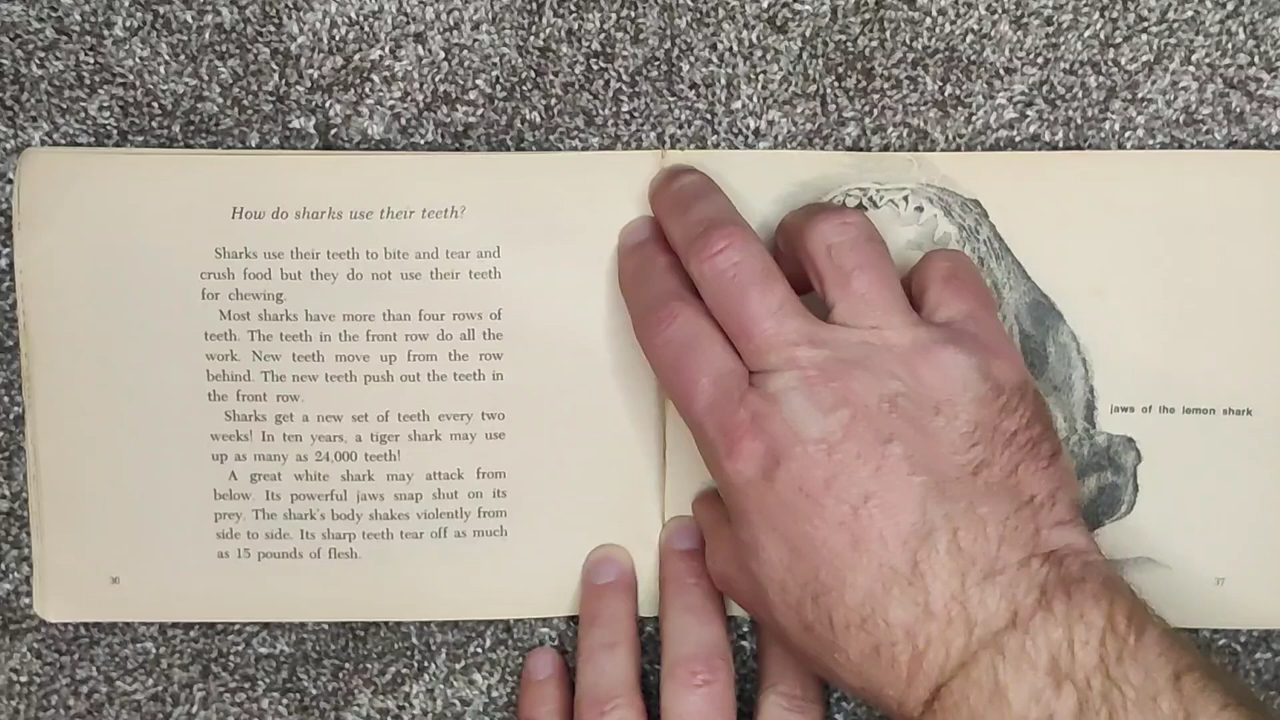 How do sharks use their teeth?
Sharks use their teeth to bite and tear and
crush food but they do not use their teeth
for chewing.
Most sharks have more than four rows of
teeth. The teeth in the front row do all the
work. New teeth move up from the row
behind. The new teeth push out the teeth in
the front row.
Sharks get a new set of teeth every two
weeks! In ten years, a tiger shark may use
up as many as 24,000 teeth!
A great white shark may attack from
below. Its powerful jaws snap shut on its
prey. The shark's body shakes violently from
side to side. Its sharp teeth tear off as much
as 15 pounds of flesh.
jaws of the lemon shark
37